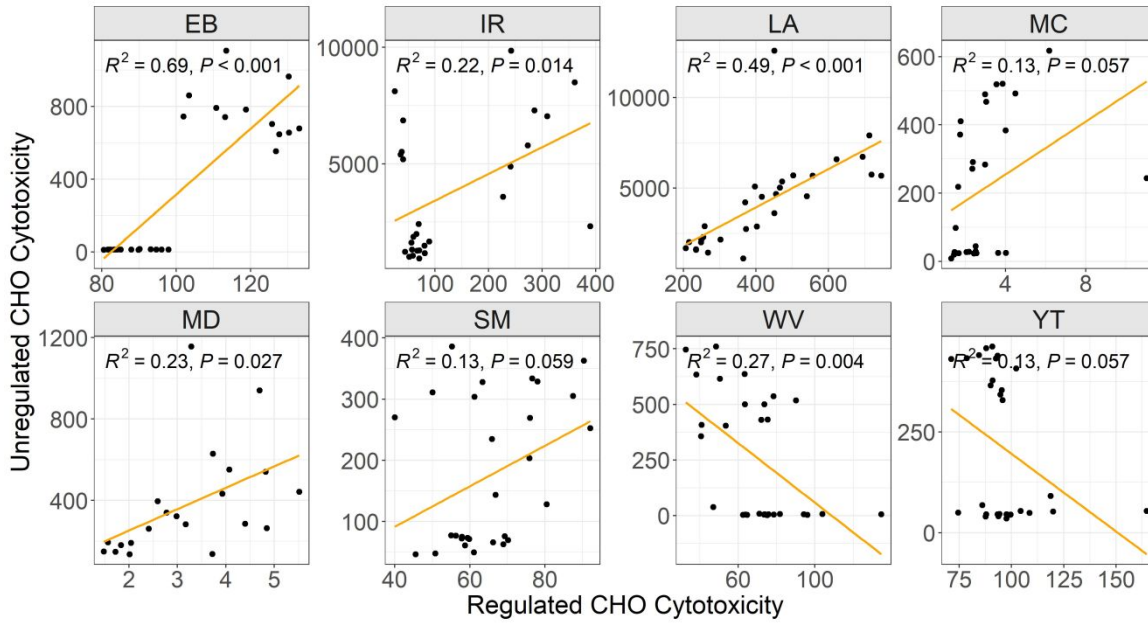 EB IR LA MC
R² = 0.69, P < 0.001 R² = 0.22, P = 0.014 R² = 0.49, P < 0.001 R² = 0.13, P = 0.057
800 400 0
10000 5000
10000 5000 0
600 400 200 0
80 100 120
100 200 300 400
200 400 600
4 8
MD SM WV YT
R² = 0.23, P = 0.027 R² = 0.13, P = 0.059 R² = 0.27, P = 0.004 R² = 0.13, P = 0.057
1200 800 400
400 300 200 100
750 500 250 0
250 0
2 3 4 5
40 60 80
60 100
75 100 125 150
Unregulated CHO Cytotoxicity
Regulated CHO Cytotoxicity